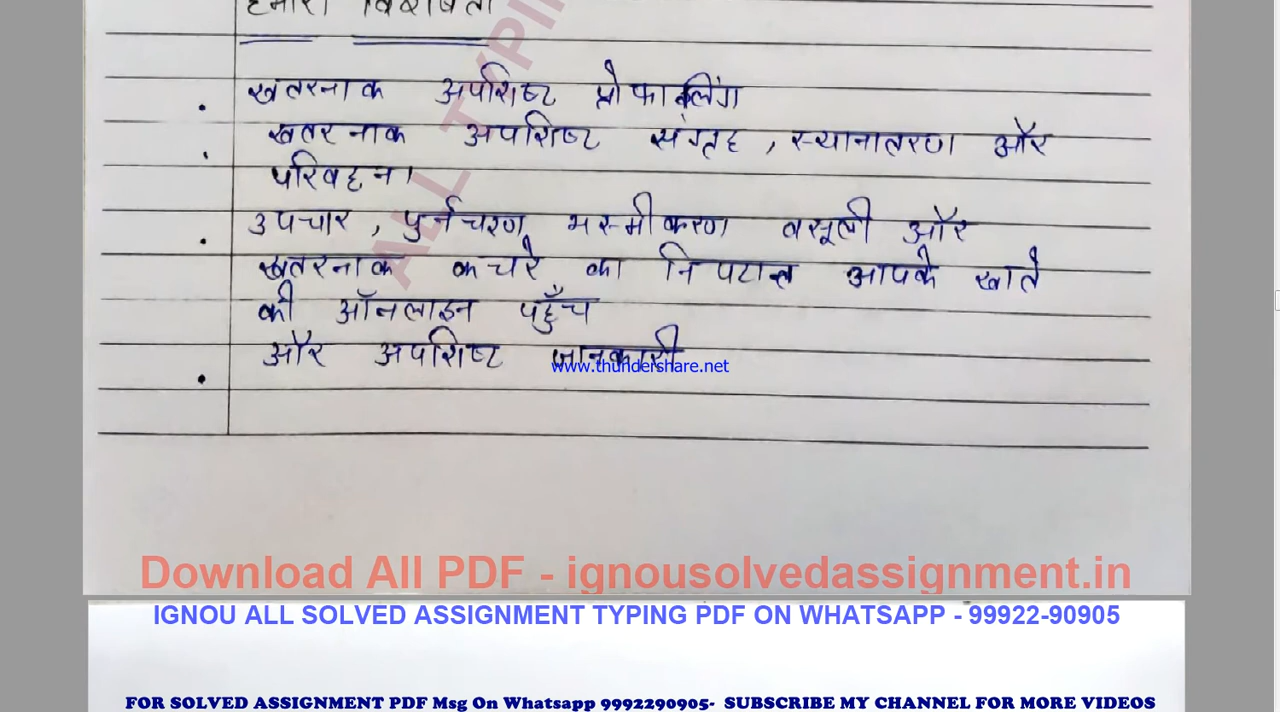 हमारी विशेषता
खतरनाक अपशिष्ट प्रोफाइलिंग
खतरनाक अपशिष्ट संग्रह , स्थानातरण और
परिवहन।
उपचार , पुर्नचरण भस्मीकरण वसूली और
खतरनाक कचरे का निपटान आपके खाते
की ऑनलाइन पहुँच
और अपशिष्ट जानकारी
www.thundershare.net
ALL TYPIN
Download All PDF - ignousolvedassignment.in
IGNOU ALL SOLVED ASSIGNMENT TYPING PDF ON WHATSAPP - 99922-90905
FOR SOLVED ASSIGNMENT PDF Msg On Whatsapp 9992290905- SUBSCRIBE MY CHANNEL FOR MORE VIDEOS